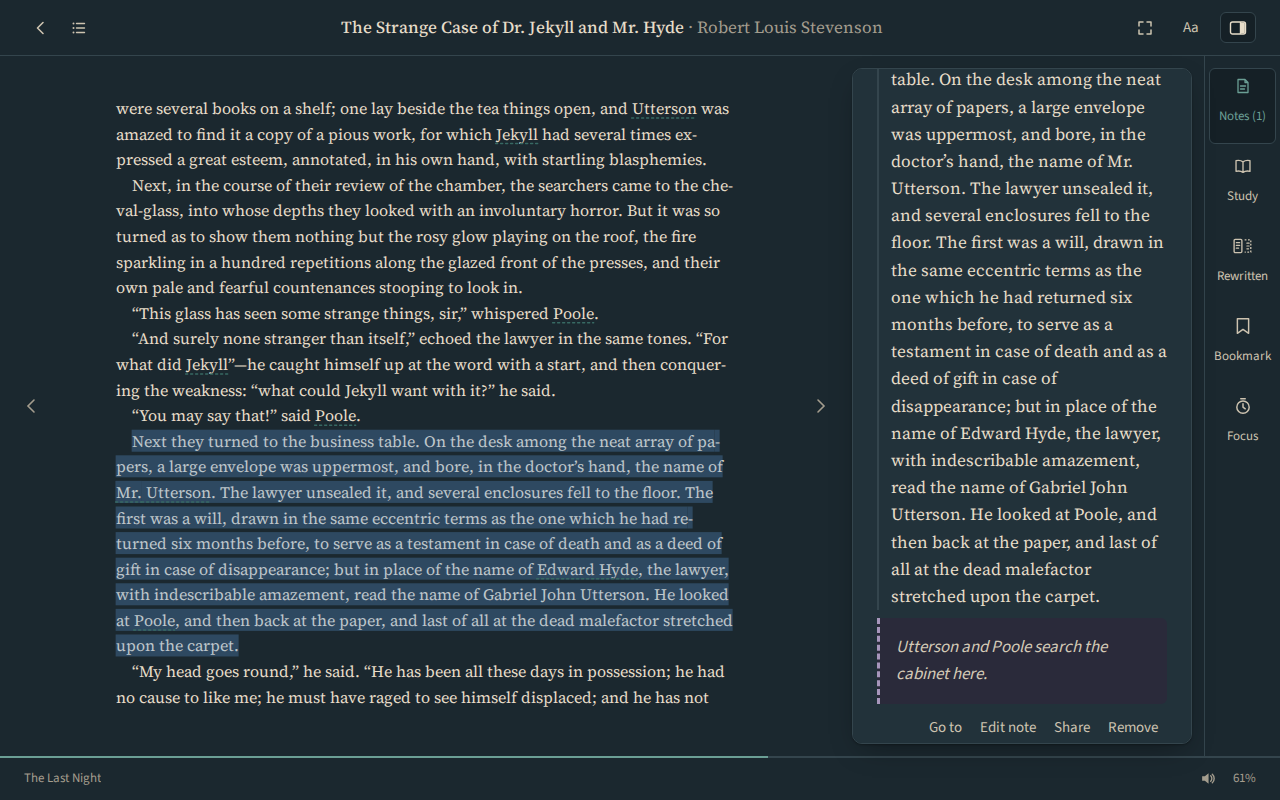 The Strange Case of Dr. Jekyll and Mr. Hyde · Robert Louis Stevenson
Aa
were several books on a shelf; one lay beside the tea things open, and Utterson was
amazed to find it a copy of a pious work, for which Jekyll had several times ex-
pressed a great esteem, annotated, in his own hand, with startling blasphemies.
Next, in the course of their review of the chamber, the searchers came to the che-
val-glass, into whose depths they looked with an involuntary horror. But it was so
turned as to show them nothing but the rosy glow playing on the roof, the fire
sparkling in a hundred repetitions along the glazed front of the presses, and their
own pale and fearful countenances stooping to look in.
“This glass has seen some strange things, sir,” whispered Poole.
“And surely none stranger than itself,” echoed the lawyer in the same tones. “For
what did Jekyll”—he caught himself up at the word with a start, and then conquer-
ing the weakness: “what could Jekyll want with it?” he said.
“You may say that!” said Poole.
Next they turned to the business table. On the desk among the neat array of pa-
pers, a large envelope was uppermost, and bore, in the doctor’s hand, the name of
Mr. Utterson. The lawyer unsealed it, and several enclosures fell to the floor. The
first was a will, drawn in the same eccentric terms as the one which he had re-
turned six months before, to serve as a testament in case of death and as a deed of
gift in case of disappearance; but in place of the name of Edward Hyde, the lawyer,
with indescribable amazement, read the name of Gabriel John Utterson. He looked
at Poole, and then back at the paper, and last of all at the dead malefactor stretched
upon the carpet.
“My head goes round,” he said. “He has been all these days in possession; he had
no cause to like me; he must have raged to see himself displaced; and he has not
table. On the desk among the neat
array of papers, a large envelope
was uppermost, and bore, in the
doctor’s hand, the name of Mr.
Utterson. The lawyer unsealed it,
and several enclosures fell to the
floor. The first was a will, drawn in
the same eccentric terms as the
one which he had returned six
months before, to serve as a
testament in case of death and as a
deed of gift in case of
disappearance; but in place of the
name of Edward Hyde, the lawyer,
with indescribable amazement,
read the name of Gabriel John
Utterson. He looked at Poole, and
then back at the paper, and last of
all at the dead malefactor
stretched upon the carpet.
Utterson and Poole search the
cabinet here.
Go to Edit note Share Remove
Notes (1)
Study
Rewritten
Bookmark
Focus
The Last Night
61%